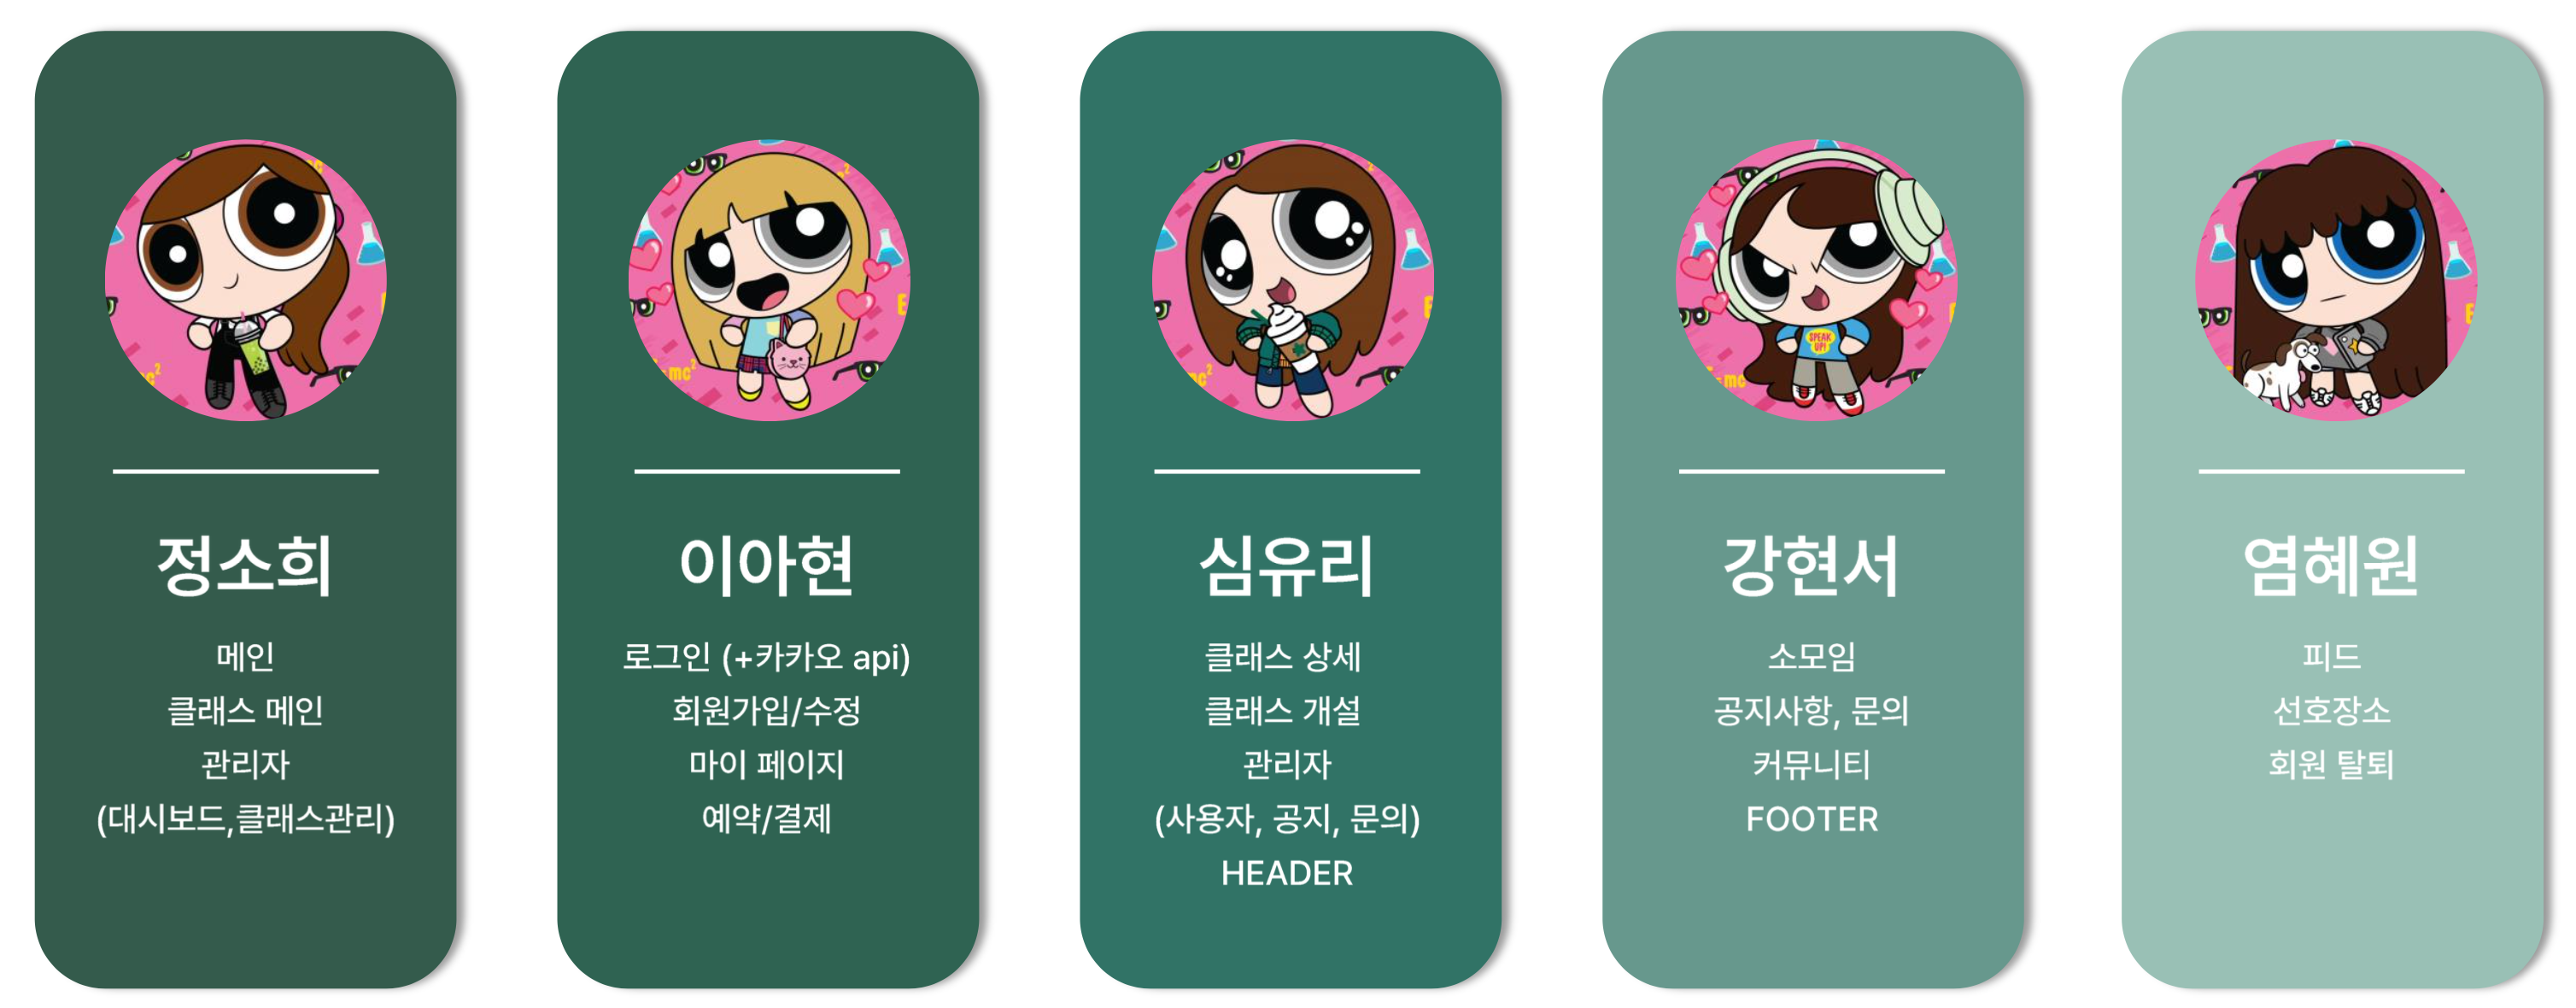 정소희
메인
클래스 메인
관리자
(대시보드,클래스관리)
이아현
로그인 (+카카오 api)
회원가입/수정
마이 페이지
예약/결제
심유리
클래스 상세
클래스 개설
관리자
(사용자, 공지, 문의)
HEADER
SPEAK
UP!
강현서
소모임
공지사항, 문의
커뮤니티
FOOTER
염혜원
피드
선호장소
회원 탈퇴